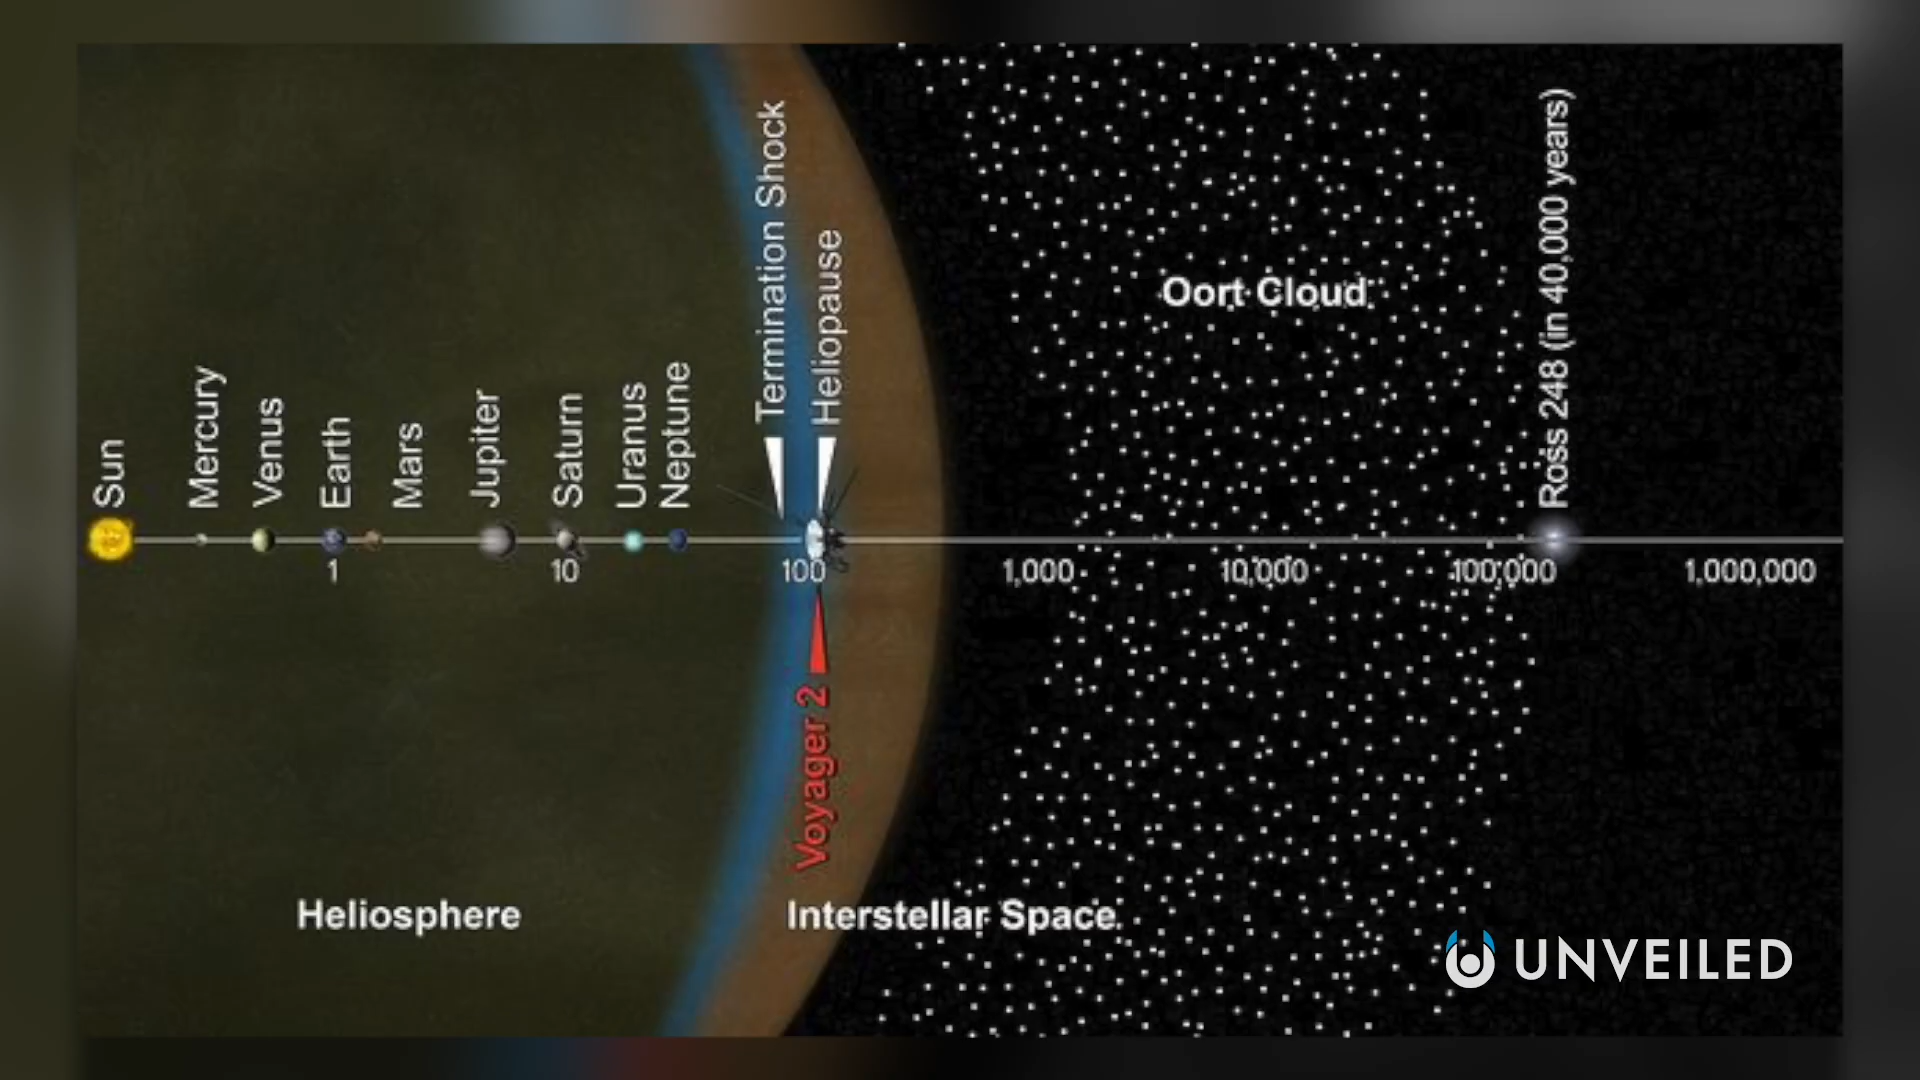 Sun
Mercury
Venus
Earth
Mars
Jupiter
Saturn
Uranus
Neptune
Termination Shock
Heliopause
Oort Cloud
Ross 248 (in 40,000 years)
1
10
100
1,000
10,000
100,000
1,000,000
Voyager 2
Heliosphere
Interstellar Space
UNVEILED